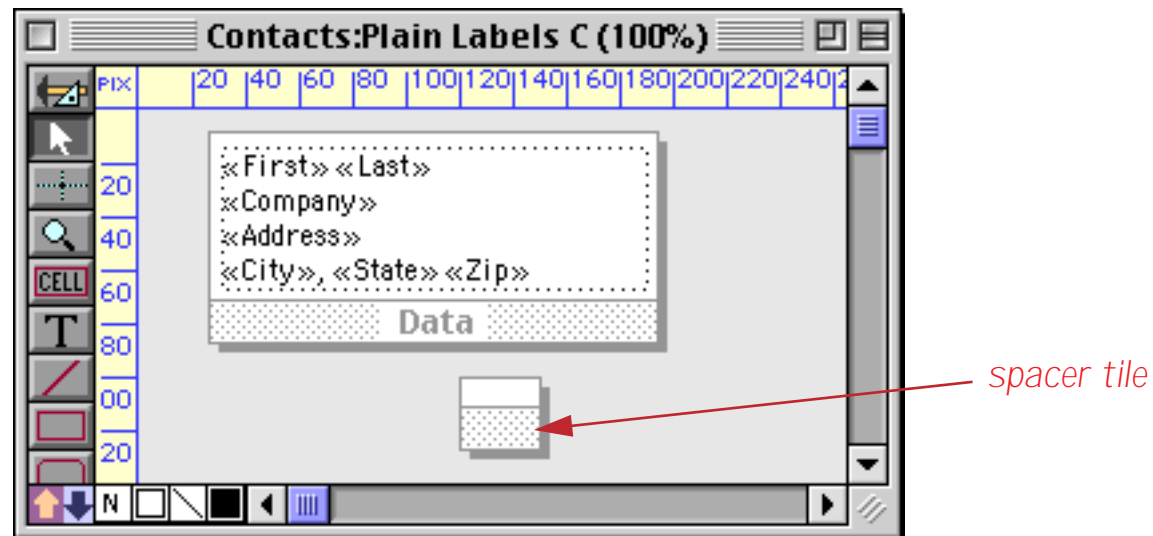 Contacts:Plain Labels C (100%)
PIX 20 40 60 80 100 120 140 160 180 200 220 240 2
«First» «Last»
20
«Company»
40
«Address»
CELL
«City», «State» «Zip»
60
T
Data
80
spacer tile
00
20
N